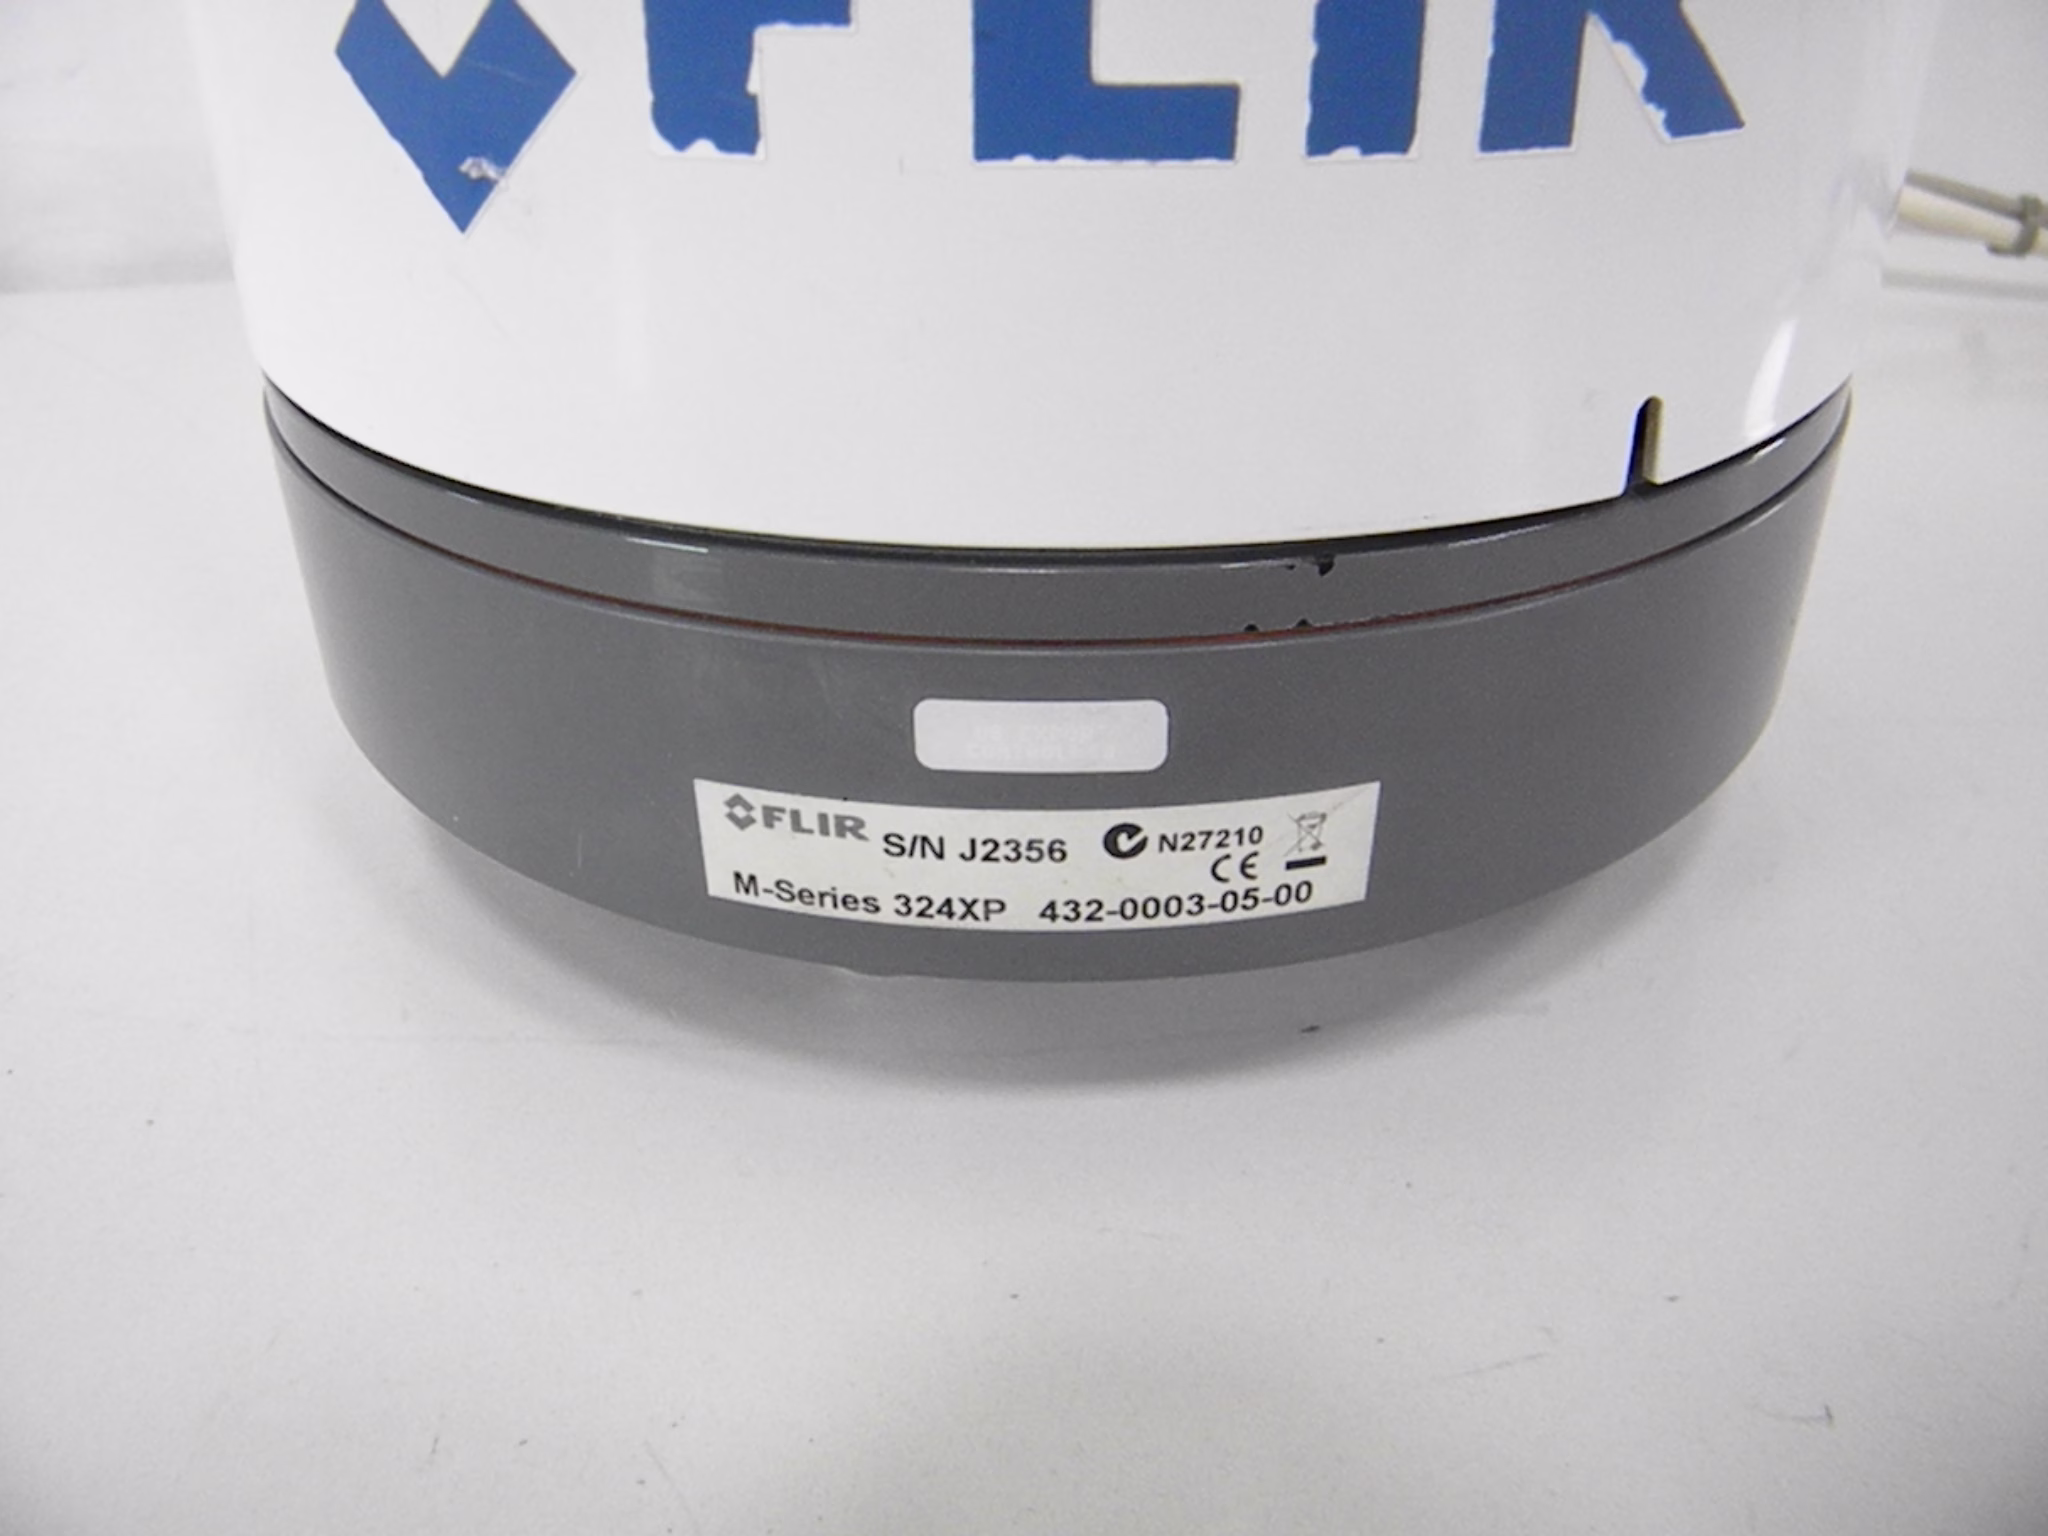 FLIR
FLIR S/N J2356 N27210
CE
M-Series 324XP 432-0003-05-00